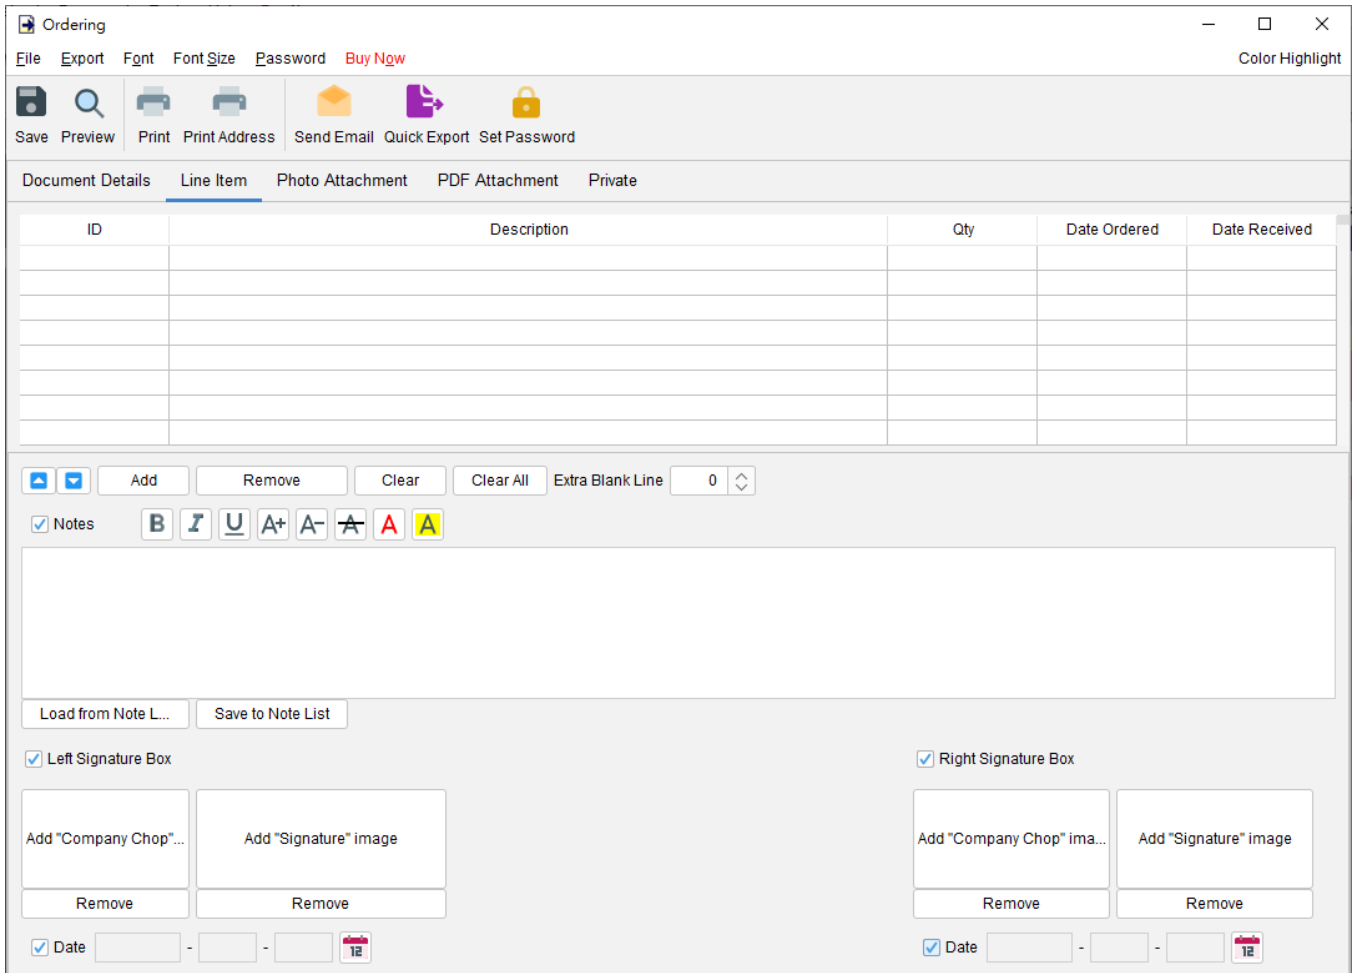 Ordering
File Export Font Font Size Password Buy Now Color Highlight
Save Preview Print Print Address Send Email Quick Export Set Password
Document Details Line Item Photo Attachment PDF Attachment Private
ID Description Qty Date Ordered Date Received
Add Remove Clear Clear All Extra Blank Line 0
Notes B I U A+ A- A A A
Load from Note L... Save to Note List
Left Signature Box Right Signature Box
Add "Company Chop"... Add "Signature" image Add "Company Chop" ima... Add "Signature" image
Remove Remove Remove Remove
Date - - 12 Date - - 12